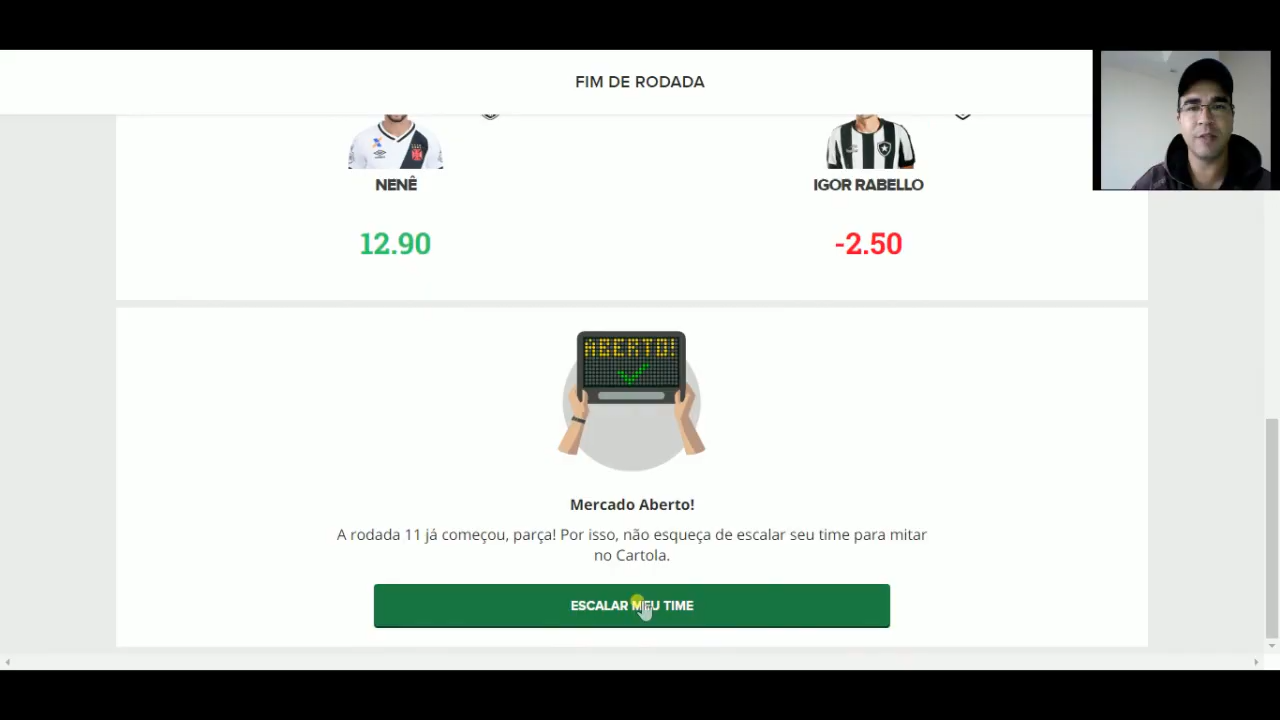 FIM DE RODADA
NENÊ
IGOR RABELLO
12.90
-2.50
ABERTO!
Mercado Aberto!
A rodada 11 já começou, parça! Por isso, não esqueça de escalar seu time para mitar
no Cartola.
ESCALAR MEU TIME